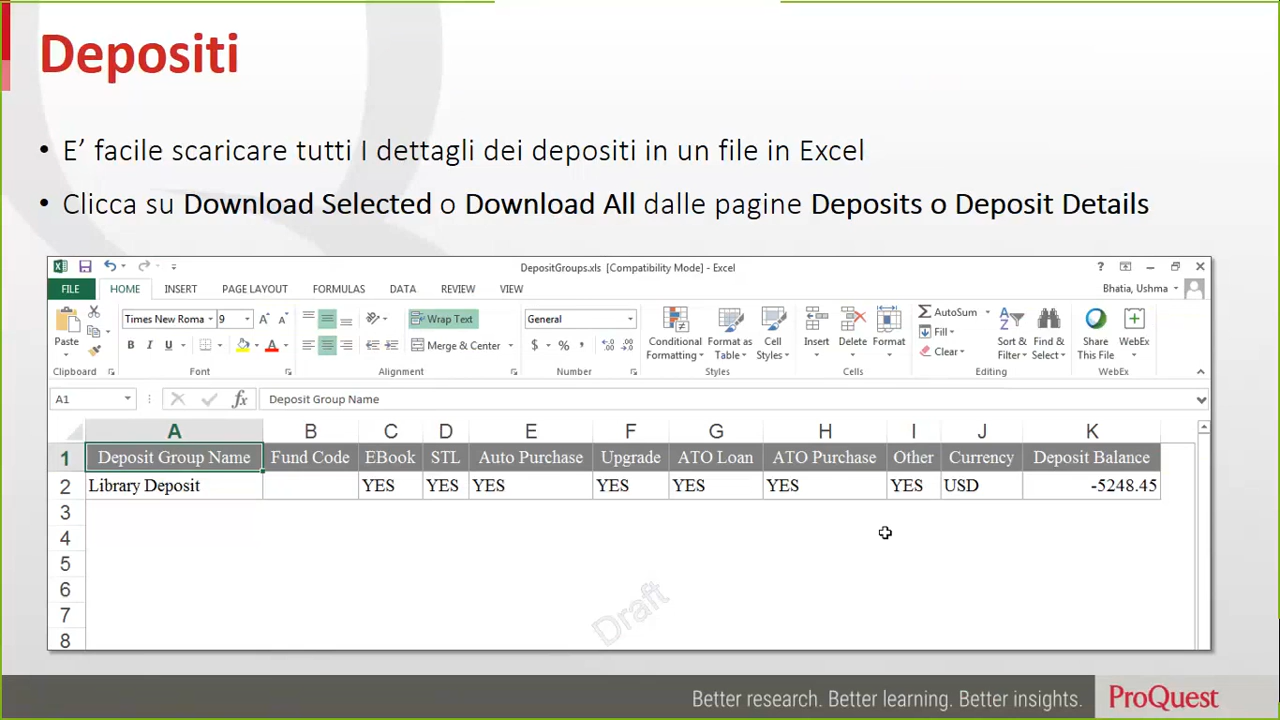 Depositi
• E’ facile scaricare tutti I dettagli dei depositi in un file in Excel
• Clicca su Download Selected o Download All dalle pagine Deposits o Deposit Details
DepositGroups.xls [Compatibility Mode] - Excel
FILE HOME INSERT PAGE LAYOUT FORMULAS DATA REVIEW VIEW Bhatia, Ushma
Paste Times New Roma 9 Wrap Text General Conditional Formatting Format as Table Cell Styles Insert Delete Format AutoSum Sort & Filter Find & Select Share This File WebEx
B I U Merge & Center $ % , Fill
Clear
Clipboard Font Alignment Number Styles Cells Editing WebEx
A1 fx Deposit Group Name
A B C D E F G H I J K
1 Deposit Group Name Fund Code EBook STL Auto Purchase Upgrade ATO Loan ATO Purchase Other Currency Deposit Balance
2 Library Deposit YES YES YES YES YES YES YES USD -5248.45
3
4
5
6
7
8
Draft
Better research. Better learning. Better insights. ProQuest